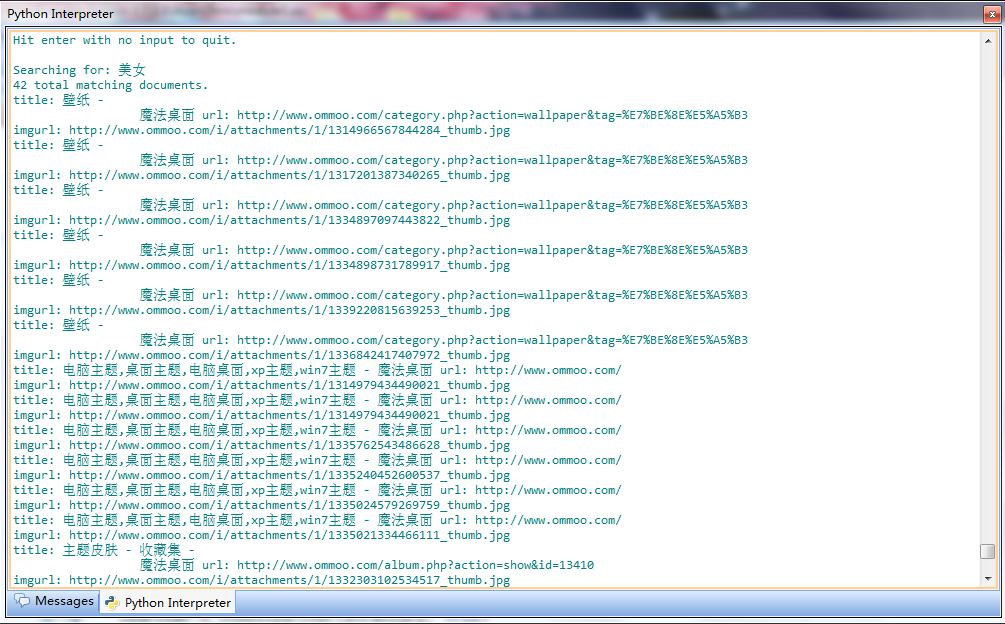 Python Interpreter
Hit enter with no input to quit.
Searching for: 美女
42 total matching documents.
title: 壁纸 -
魔法桌面 url: http://www.ommoo.com/category.php?action=wallpaper&tag=%E7%BE%8E%E5%A5%B3
imgurl: http://www.ommoo.com/i/attachments/1/1314966567844284_thumb.jpg
title: 壁纸 -
魔法桌面 url: http://www.ommoo.com/category.php?action=wallpaper&tag=%E7%BE%8E%E5%A5%B3
imgurl: http://www.ommoo.com/i/attachments/1/1317201387340265_thumb.jpg
title: 壁纸 -
魔法桌面 url: http://www.ommoo.com/category.php?action=wallpaper&tag=%E7%BE%8E%E5%A5%B3
imgurl: http://www.ommoo.com/i/attachments/1/1334897097443822_thumb.jpg
title: 壁纸 -
魔法桌面 url: http://www.ommoo.com/category.php?action=wallpaper&tag=%E7%BE%8E%E5%A5%B3
imgurl: http://www.ommoo.com/i/attachments/1/1334898731789917_thumb.jpg
title: 壁纸 -
魔法桌面 url: http://www.ommoo.com/category.php?action=wallpaper&tag=%E7%BE%8E%E5%A5%B3
imgurl: http://www.ommoo.com/i/attachments/1/1339220815639253_thumb.jpg
title: 壁纸 -
魔法桌面 url: http://www.ommoo.com/category.php?action=wallpaper&tag=%E7%BE%8E%E5%A5%B3
imgurl: http://www.ommoo.com/i/attachments/1/1336842417407972_thumb.jpg
title: 电脑主题,桌面主题,电脑桌面,xp主题,win7主题 - 魔法桌面 url: http://www.ommoo.com/
imgurl: http://www.ommoo.com/i/attachments/1/1314979434490021_thumb.jpg
title: 电脑主题,桌面主题,电脑桌面,xp主题,win7主题 - 魔法桌面 url: http://www.ommoo.com/
imgurl: http://www.ommoo.com/i/attachments/1/1314979434490021_thumb.jpg
title: 电脑主题,桌面主题,电脑桌面,xp主题,win7主题 - 魔法桌面 url: http://www.ommoo.com/
imgurl: http://www.ommoo.com/i/attachments/1/1335762543486628_thumb.jpg
title: 电脑主题,桌面主题,电脑桌面,xp主题,win7主题 - 魔法桌面 url: http://www.ommoo.com/
imgurl: http://www.ommoo.com/i/attachments/1/1335240452600537_thumb.jpg
title: 电脑主题,桌面主题,电脑桌面,xp主题,win7主题 - 魔法桌面 url: http://www.ommoo.com/
imgurl: http://www.ommoo.com/i/attachments/1/1335024579269759_thumb.jpg
title: 电脑主题,桌面主题,电脑桌面,xp主题,win7主题 - 魔法桌面 url: http://www.ommoo.com/
imgurl: http://www.ommoo.com/i/attachments/1/1335021334466111_thumb.jpg
title: 主题皮肤 - 收藏集 -
魔法桌面 url: http://www.ommoo.com/album.php?action=show&id=13410
imgurl: http://www.ommoo.com/i/attachments/1/1332303102534517_thumb.jpg
Messages Python Interpreter